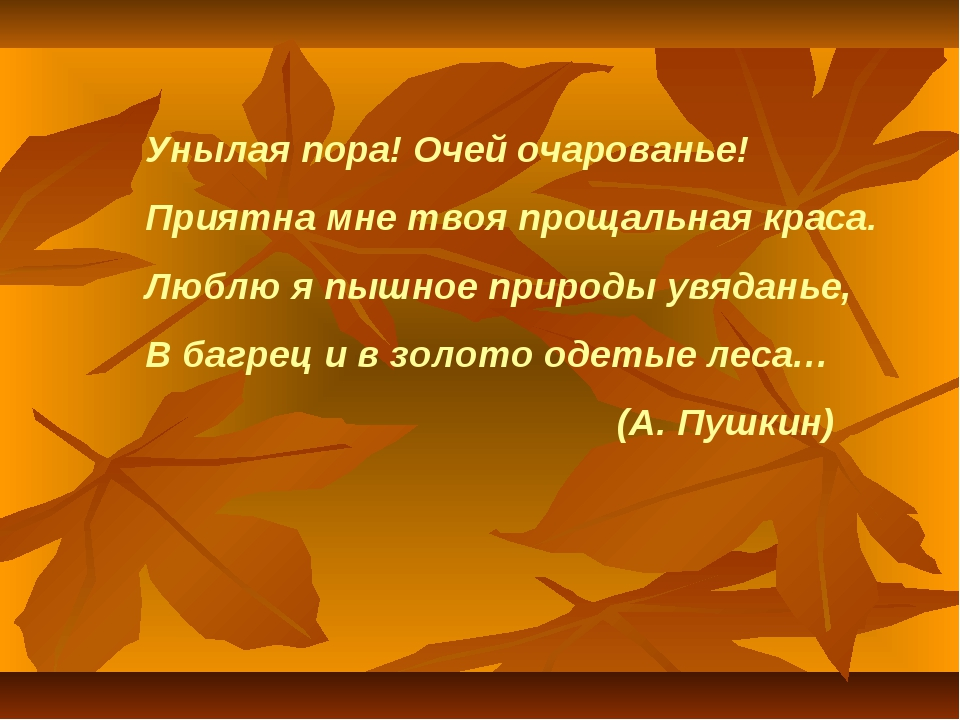 Унылая пора! Очей очарованье!
Приятна мне твоя прощальная краса.
Люблю я пышное природы увяданье,
В багрец и в золото одетые леса…
(А. Пушкин)